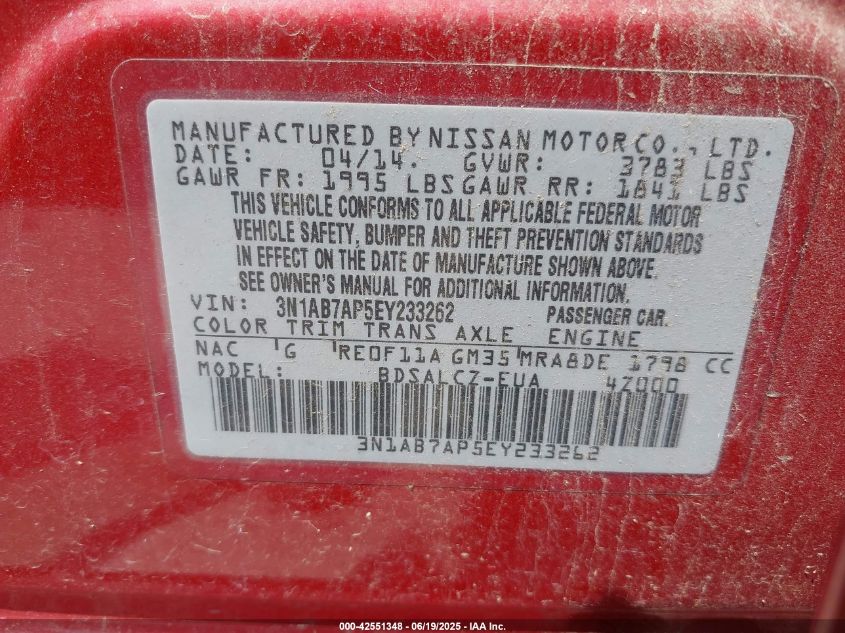 MANUFACTURED BY NISSAN MOTOR CO., LTD.
DATE: 04/14. GVWR: 3783 LBS
GAWR FR: 1995 LBS GAWR RR: 1841 LBS
THIS VEHICLE CONFORMS TO ALL APPLICABLE FEDERAL MOTOR
VEHICLE SAFETY, BUMPER AND THEFT PREVENTION STANDARDS
IN EFFECT ON THE DATE OF MANUFACTURE SHOWN ABOVE.
SEE OWNER'S MANUAL FOR ADDITIONAL INFORMATION.
VIN: 3N1AB7AP5EY233262 PASSENGER CAR.
COLOR TRIM TRANS AXLE ENGINE
NAC G RE0F11A GM35 MRA8DE 1798 CC
MODEL: BDSALCZ-EUA 4Z000
3N1AB7AP5EY233262
000-42551348 - 06/19/2025 - IAA Inc.